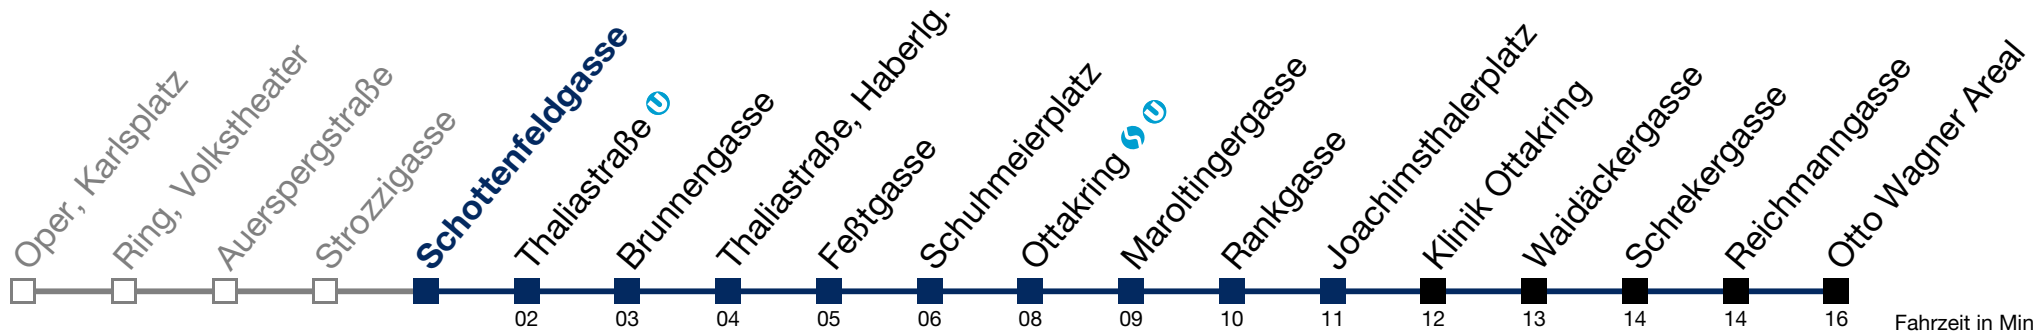 Oper, Karlsplatz
Ring, Volkstheater
Auerspergstraße
Strozzigasse
Schottenfeldgasse
Thaliastraße U
Brunnengasse
Thaliastraße, Haberlg.
Feßtgasse
Schuhmeierplatz
Ottakring S U
Maroltingergasse
Rankgasse
Joachimsthalerplatz
Klinik Ottakring
Waidäckergasse
Schrekergasse
Reichmanngasse
Otto Wagner Areal
02 03 04 05 06 08 09 10 11 12 13 14 14 16 Fahrzeit in Min